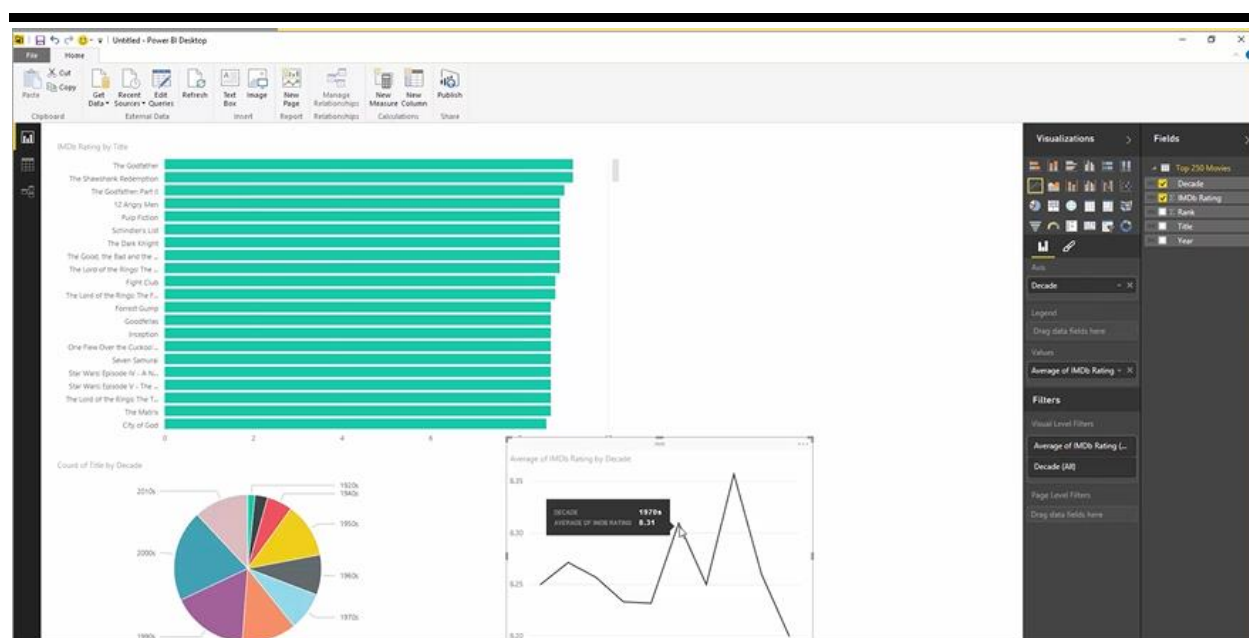 Untitled - Power BI Desktop
File Home
Paste
Cut
Copy
Get Data
Recent Sources
Edit Queries
Refresh
Text Box
Image
New Page
Manage Relationships
New Measure
New Column
Publish
Clipboard External Data Insert Report Relationships Calculations Share
IMDb Rating by Title
The Godfather
The Shawshank Redemption
The Godfather: Part II
12 Angry Men
Pulp Fiction
Schindler's List
The Dark Knight
The Good, the Bad and the ...
The Lord of the Rings: The ...
Fight Club
The Lord of the Rings: The F...
Forrest Gump
Goodfellas
Inception
One Flew Over the Cuckoo'...
Seven Samurai
Star Wars: Episode IV - A N...
Star Wars: Episode V - The ...
The Lord of the Rings: The T...
The Matrix
City of God
0 2 4 6
Count of Title by Decade
1920s
1940s
1950s
1960s
1970s
1990s
2000s
2010s
Average of IMDb Rating by Decade
8.35
8.30
8.25
8.20
DECADE 1970s
AVERAGE OF IMDB RATING 8.31
Visualizations
Axis
Decade
Legend
Drag data fields here
Values
Average of IMDb Rating
Filters
Visual Level Filters
Average of IMDb Rating (...
Decade (All)
Page Level Filters
Drag data fields here
Fields
Top 250 Movies
Decade
IMDb Rating
Rank
Title
Year